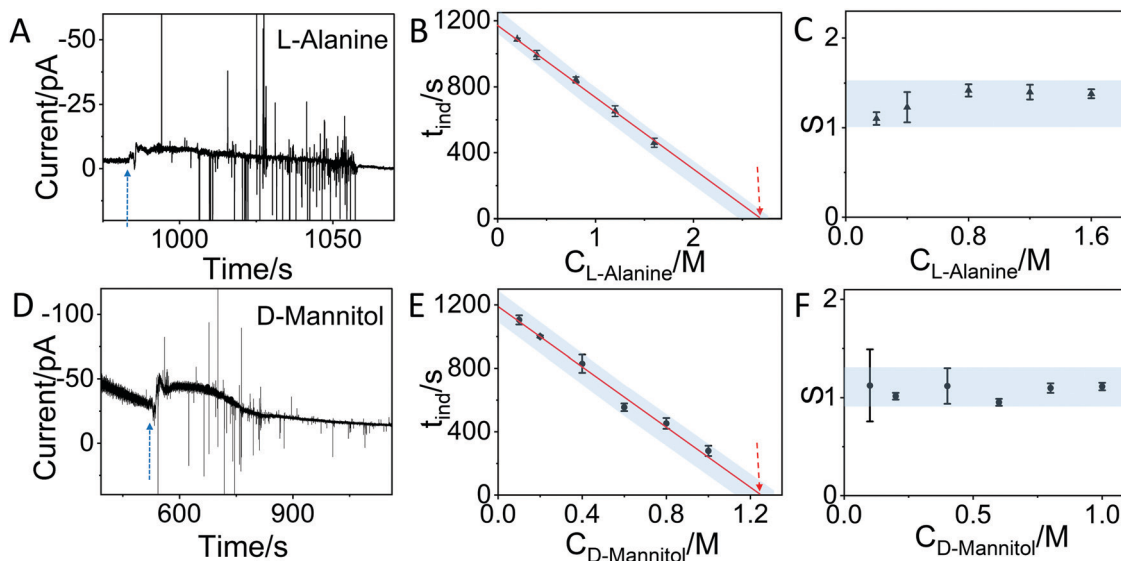 A
L-Alanine
Current/pA
-50
-25
0
1000
1050
Time/s
B
t_ind/s
1200
800
400
0
0
1
2
C_L-Alanine/M
C
S
2
1
0
0.0
0.8
1.6
C_L-Alanine/M
D
D-Mannitol
Current/pA
-100
-50
0
600
900
Time/s
E
t_ind/s
1200
800
400
0
0.0
0.4
0.8
1.2
C_D-Mannitol/M
F
S
2
1
0
0.0
0.5
1.0
C_D-Mannitol/M